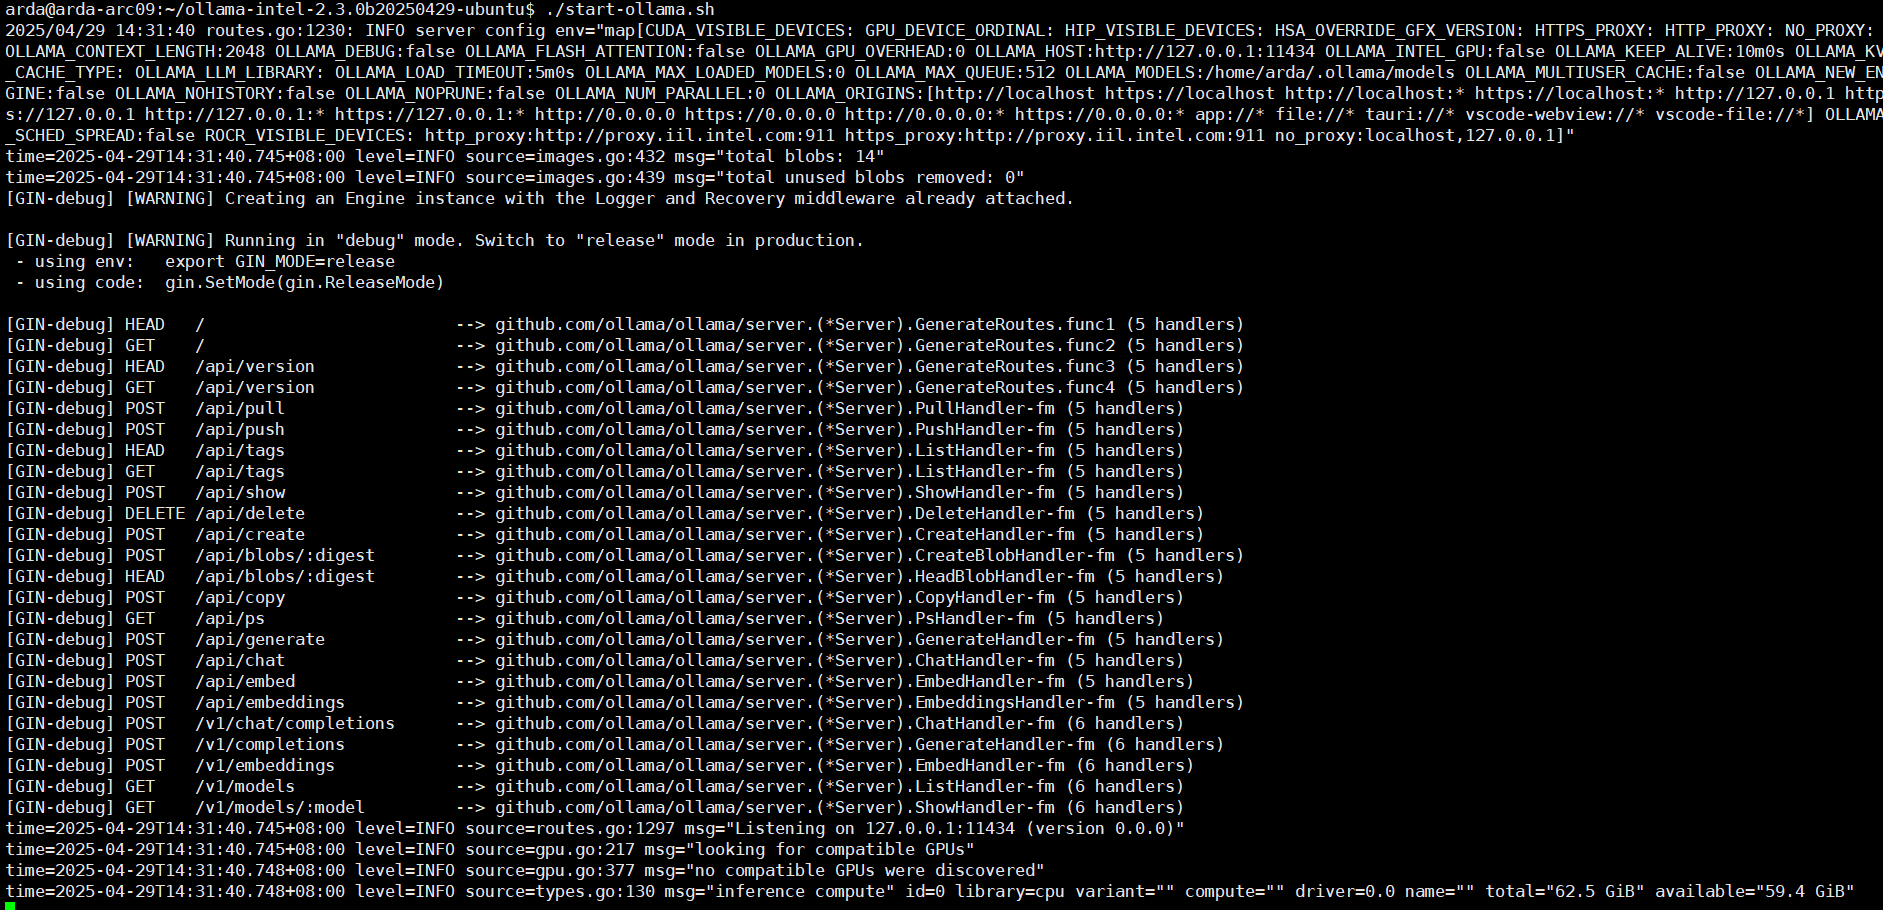 arda@arda-arc09:~/ollama-intel-2.3.0b20250429-ubuntu$ ./start-ollama.sh
2025/04/29 14:31:40 routes.go:1230: INFO server config env="map[CUDA_VISIBLE_DEVICES: GPU_DEVICE_ORDINAL: HIP_VISIBLE_DEVICES: HSA_OVERRIDE_GFX_VERSION: HTTPS_PROXY: HTTP_PROXY: NO_PROXY:
OLLAMA_CONTEXT_LENGTH:2048 OLLAMA_DEBUG:false OLLAMA_FLASH_ATTENTION:false OLLAMA_GPU_OVERHEAD:0 OLLAMA_HOST:http://127.0.0.1:11434 OLLAMA_INTEL_GPU:false OLLAMA_KEEP_ALIVE:10m0s OLLAMA_KV
_CACHE_TYPE: OLLAMA_LLM_LIBRARY: OLLAMA_LOAD_TIMEOUT:5m0s OLLAMA_MAX_LOADED_MODELS:0 OLLAMA_MAX_QUEUE:512 OLLAMA_MODELS:/home/arda/.ollama/models OLLAMA_MULTIUSER_CACHE:false OLLAMA_NEW_EN
GINE:false OLLAMA_NOHISTORY:false OLLAMA_NOPRUNE:false OLLAMA_NUM_PARALLEL:0 OLLAMA_ORIGINS:[http://localhost https://localhost http://localhost:* https://localhost:* http://127.0.0.1 http
s://127.0.0.1 http://127.0.0.1:* https://127.0.0.1:* http://0.0.0.0 https://0.0.0.0 http://0.0.0.0:* https://0.0.0.0:* app://* file://* tauri://* vscode-webview://* vscode-file://*] OLLAMA
_SCHED_SPREAD:false ROCR_VISIBLE_DEVICES: http_proxy:http://proxy.iil.intel.com:911 https_proxy:http://proxy.iil.intel.com:911 no_proxy:localhost,127.0.0.1]"
time=2025-04-29T14:31:40.745+08:00 level=INFO source=images.go:432 msg="total blobs: 14"
time=2025-04-29T14:31:40.745+08:00 level=INFO source=images.go:439 msg="total unused blobs removed: 0"
[GIN-debug] [WARNING] Creating an Engine instance with the Logger and Recovery middleware already attached.
[GIN-debug] [WARNING] Running in "debug" mode. Switch to "release" mode in production.
- using env:   export GIN_MODE=release
- using code:  gin.SetMode(gin.ReleaseMode)
[GIN-debug] HEAD   /                         --> github.com/ollama/ollama/server.(*Server).GenerateRoutes.func1 (5 handlers)
[GIN-debug] GET    /                         --> github.com/ollama/ollama/server.(*Server).GenerateRoutes.func2 (5 handlers)
[GIN-debug] HEAD   /api/version              --> github.com/ollama/ollama/server.(*Server).GenerateRoutes.func3 (5 handlers)
[GIN-debug] GET    /api/version              --> github.com/ollama/ollama/server.(*Server).GenerateRoutes.func4 (5 handlers)
[GIN-debug] POST   /api/pull                 --> github.com/ollama/ollama/server.(*Server).PullHandler-fm (5 handlers)
[GIN-debug] POST   /api/push                 --> github.com/ollama/ollama/server.(*Server).PushHandler-fm (5 handlers)
[GIN-debug] HEAD   /api/tags                 --> github.com/ollama/ollama/server.(*Server).ListHandler-fm (5 handlers)
[GIN-debug] GET    /api/tags                 --> github.com/ollama/ollama/server.(*Server).ListHandler-fm (5 handlers)
[GIN-debug] POST   /api/show                 --> github.com/ollama/ollama/server.(*Server).ShowHandler-fm (5 handlers)
[GIN-debug] DELETE /api/delete               --> github.com/ollama/ollama/server.(*Server).DeleteHandler-fm (5 handlers)
[GIN-debug] POST   /api/create               --> github.com/ollama/ollama/server.(*Server).CreateHandler-fm (5 handlers)
[GIN-debug] POST   /api/blobs/:digest        --> github.com/ollama/ollama/server.(*Server).CreateBlobHandler-fm (5 handlers)
[GIN-debug] HEAD   /api/blobs/:digest        --> github.com/ollama/ollama/server.(*Server).HeadBlobHandler-fm (5 handlers)
[GIN-debug] POST   /api/copy                 --> github.com/ollama/ollama/server.(*Server).CopyHandler-fm (5 handlers)
[GIN-debug] GET    /api/ps                   --> github.com/ollama/ollama/server.(*Server).PsHandler-fm (5 handlers)
[GIN-debug] POST   /api/generate             --> github.com/ollama/ollama/server.(*Server).GenerateHandler-fm (5 handlers)
[GIN-debug] POST   /api/chat                 --> github.com/ollama/ollama/server.(*Server).ChatHandler-fm (5 handlers)
[GIN-debug] POST   /api/embed                --> github.com/ollama/ollama/server.(*Server).EmbedHandler-fm (5 handlers)
[GIN-debug] POST   /api/embeddings           --> github.com/ollama/ollama/server.(*Server).EmbeddingsHandler-fm (5 handlers)
[GIN-debug] POST   /v1/chat/completions      --> github.com/ollama/ollama/server.(*Server).ChatHandler-fm (6 handlers)
[GIN-debug] POST   /v1/completions           --> github.com/ollama/ollama/server.(*Server).GenerateHandler-fm (6 handlers)
[GIN-debug] POST   /v1/embeddings            --> github.com/ollama/ollama/server.(*Server).EmbedHandler-fm (6 handlers)
[GIN-debug] GET    /v1/models                --> github.com/ollama/ollama/server.(*Server).ListHandler-fm (6 handlers)
[GIN-debug] GET    /v1/models/:model         --> github.com/ollama/ollama/server.(*Server).ShowHandler-fm (6 handlers)
time=2025-04-29T14:31:40.745+08:00 level=INFO source=routes.go:1297 msg="Listening on 127.0.0.1:11434 (version 0.0.0)"
time=2025-04-29T14:31:40.745+08:00 level=INFO source=gpu.go:217 msg="looking for compatible GPUs"
time=2025-04-29T14:31:40.748+08:00 level=INFO source=gpu.go:377 msg="no compatible GPUs were discovered"
time=2025-04-29T14:31:40.748+08:00 level=INFO source=types.go:130 msg="inference compute" id=0 library=cpu variant="" compute="" driver=0.0 name="" total="62.5 GiB" available="59.4 GiB"